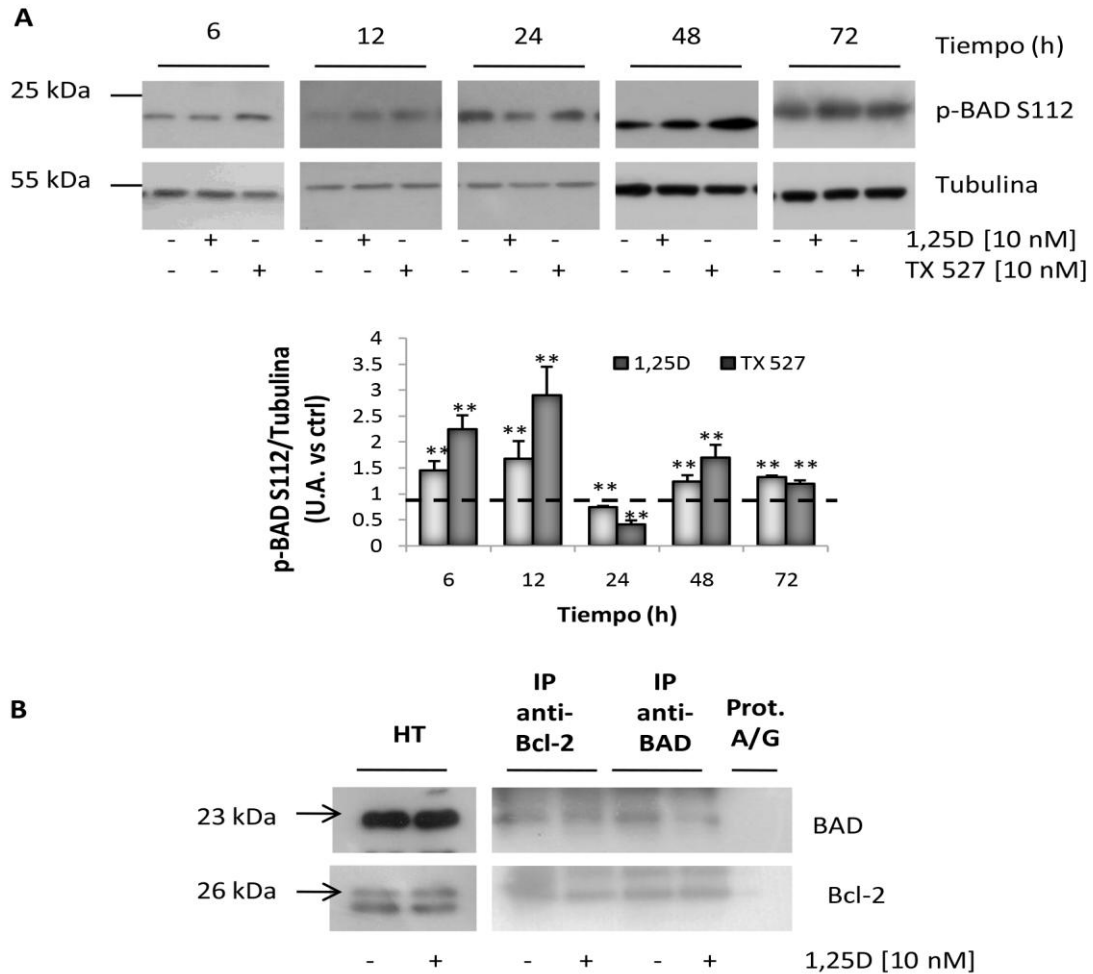 A
6 12 24 48 72 Tiempo (h)
25 kDa
p-BAD S112
55 kDa
Tubulina
- + - - + - - + - - + - - + - 1,25D [10 nM]
- - + - - + - - + - - + - - + TX 527 [10 nM]
p-BAD S112/Tubulina
(U.A. vs ctrl)
4
3.5
3
2.5
2
1.5
1
0.5
0
1,25D TX 527
** ** ** ** ** ** ** ** ** **
6 12 24 48 72
Tiempo (h)
B
HT
IP
anti-
Bcl-2
IP
anti-
BAD
Prot.
A/G
23 kDa
BAD
26 kDa
Bcl-2
- + - + - + 1,25D [10 nM]